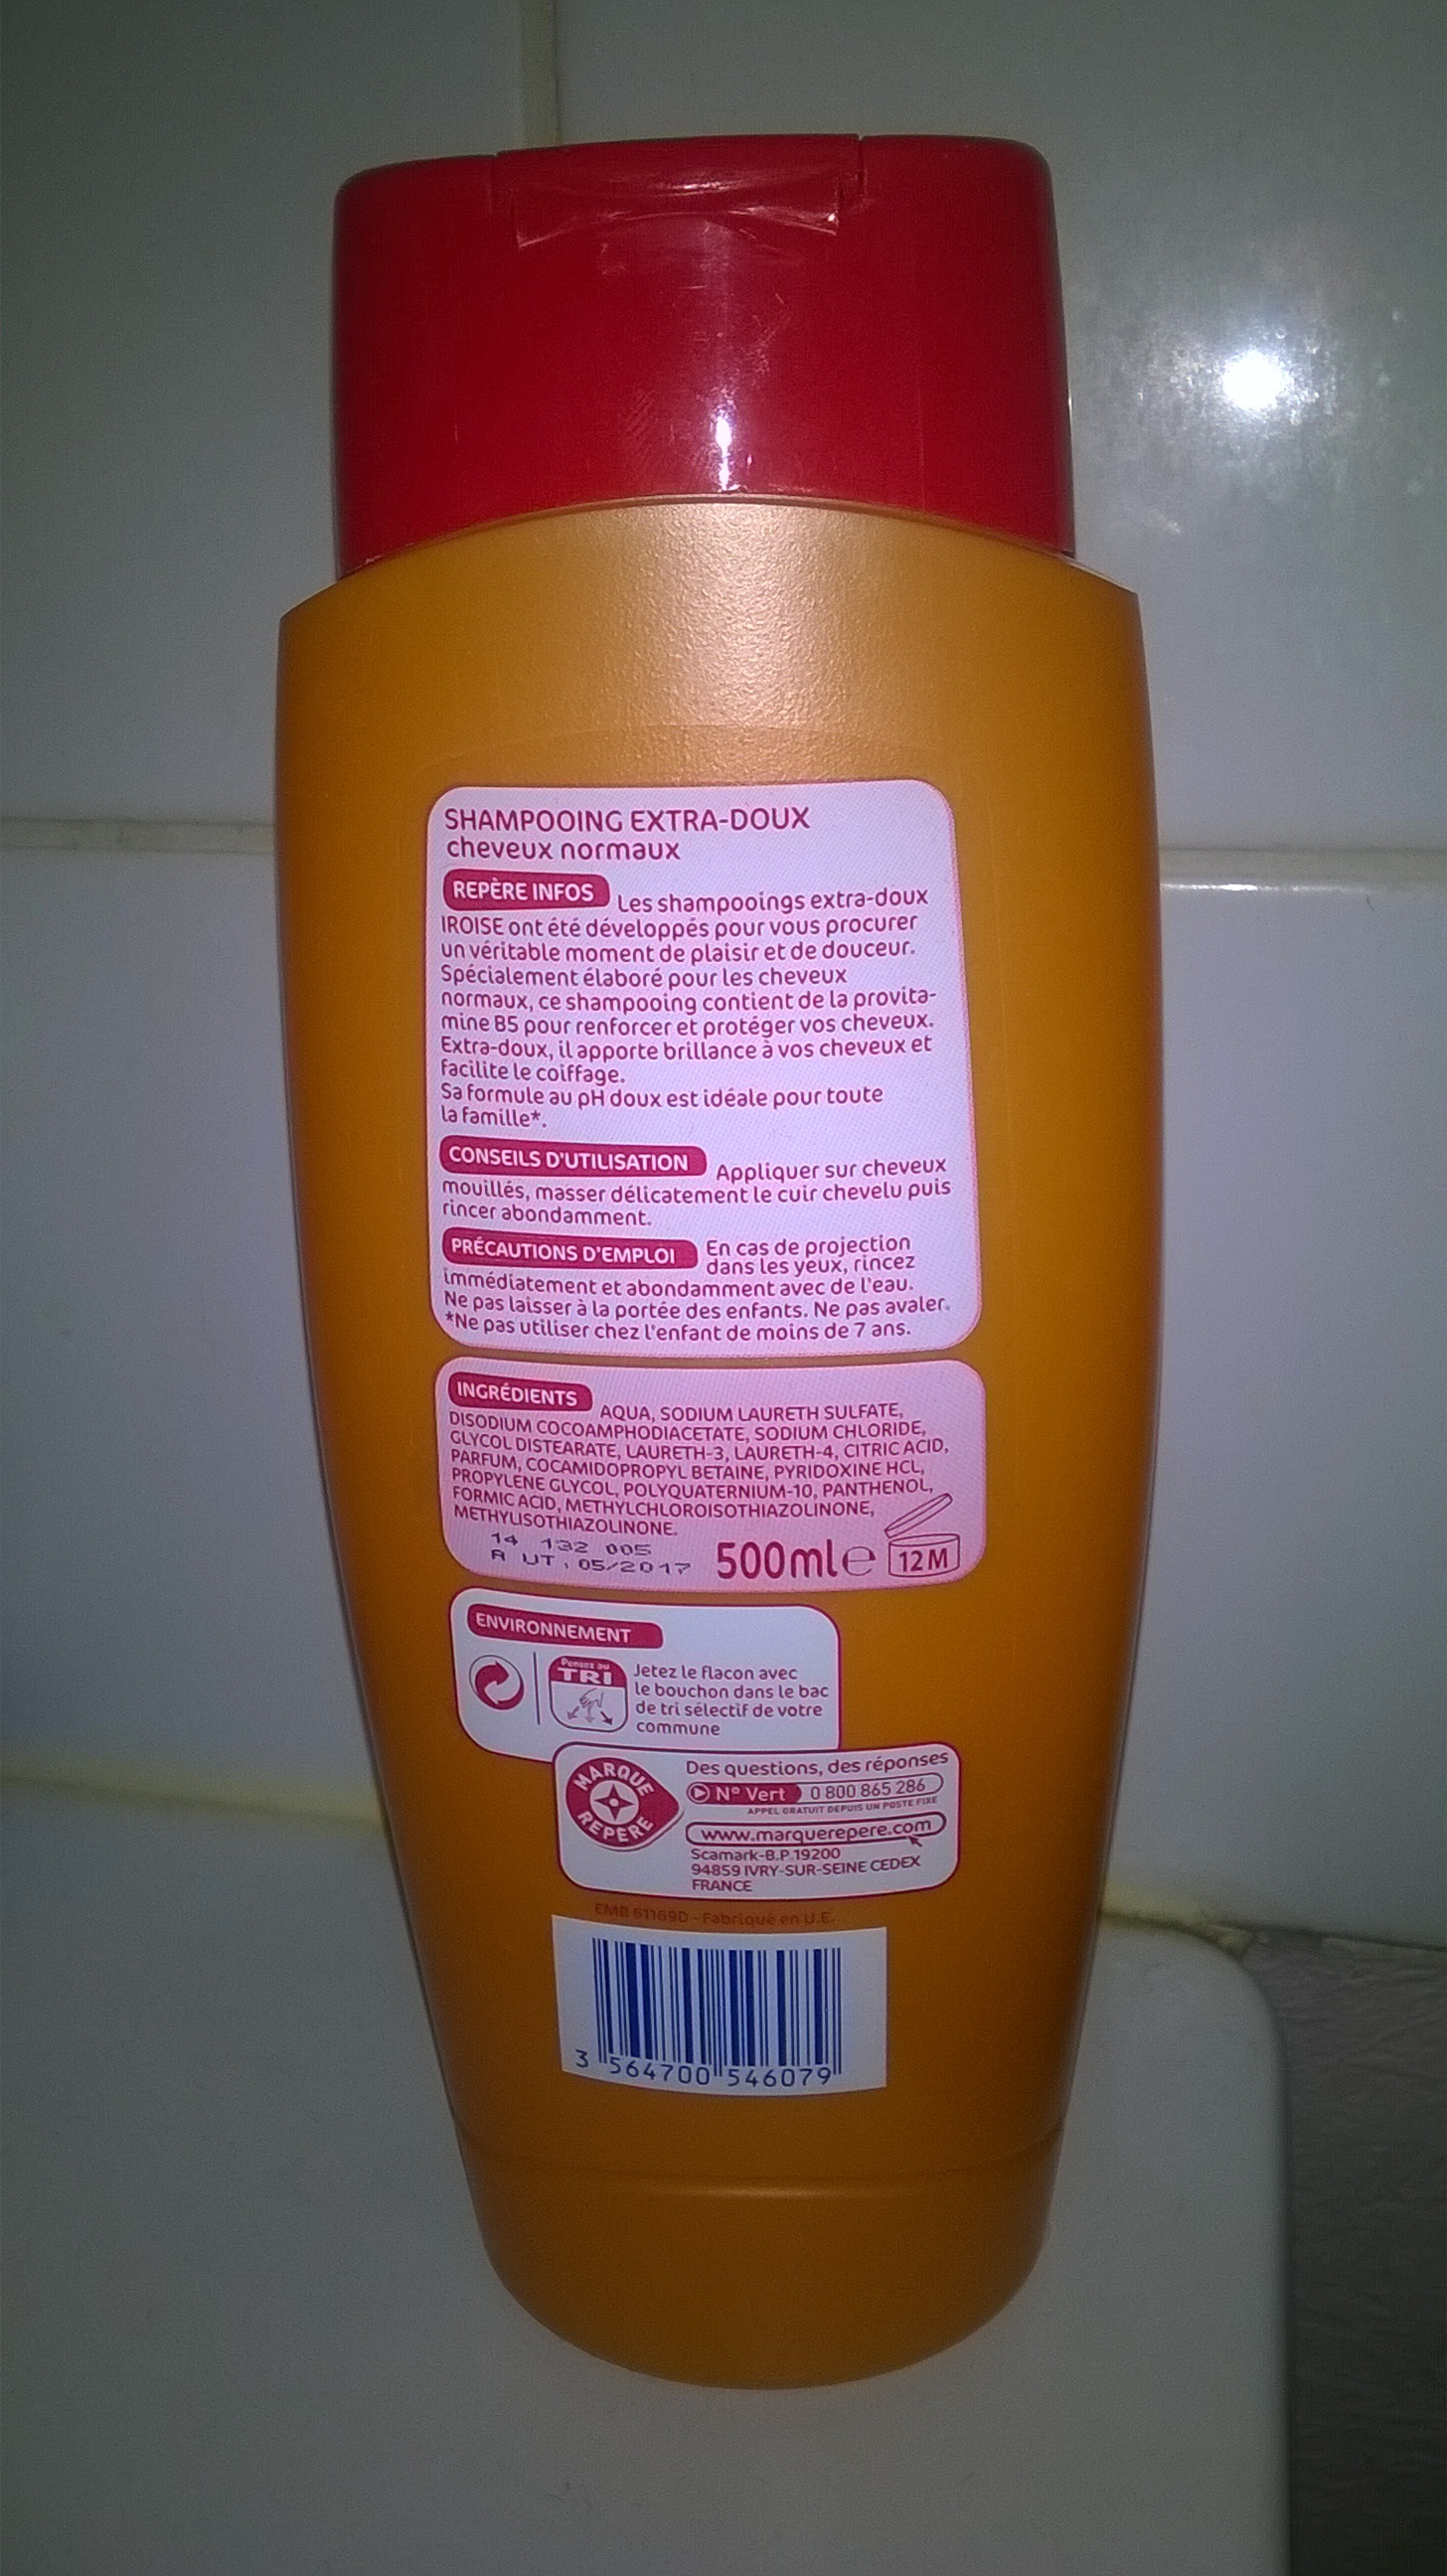 SHAMPOOING EXTRA-DOUX
cheveux normaux
REPÈRE INFOS Les shampooings extra-doux
IROISE ont été développés pour vous procurer
un véritable moment de plaisir et de douceur.
Spécialement élaboré pour les cheveux
normaux, ce shampooing contient de la provita-
mine B5 pour renforcer et protéger vos cheveux.
Extra-doux, il apporte brillance à vos cheveux et
facilite le coiffage.
Sa formule au pH doux est idéale pour toute
la famille*.
CONSEILS D'UTILISATION Appliquer sur cheveux
mouillés, masser délicatement le cuir chevelu puis
rincer abondamment.
PRÉCAUTIONS D'EMPLOI En cas de projection
dans les yeux, rincez
immédiatement et abondamment avec de l'eau.
Ne pas laisser à la portée des enfants. Ne pas avaler.
*Ne pas utiliser chez l'enfant de moins de 7 ans.
INGRÉDIENTS AQUA, SODIUM LAURETH SULFATE,
DISODIUM COCOAMPHODIACETATE, SODIUM CHLORIDE,
GLYCOL DISTEARATE, LAURETH-3, LAURETH-4, CITRIC ACID,
PARFUM, COCAMIDOPROPYL BETAINE, PYRIDOXINE HCL,
PROPYLENE GLYCOL, POLYQUATERNIUM-10, PANTHENOL,
FORMIC ACID, METHYLCHLOROISOTHIAZOLINONE,
METHYLISOTHIAZOLINONE.
14 132 005
A UT, 05/2017
500ml e 12M
ENVIRONNEMENT
Pensez au
TRI
Jetez le flacon avec
le bouchon dans le bac
de tri sélectif de votre
commune
MARQUE
REPÈRE
Des questions, des réponses
N° Vert 0 800 865 286
APPEL GRATUIT DEPUIS UN POSTE FIXE
www.marquerepere.com
Scamark-B.P.19200
94859 IVRY-SUR-SEINE CEDEX
FRANCE
EMB 61169D - Fabriqué en U.E.
3 564700 546079